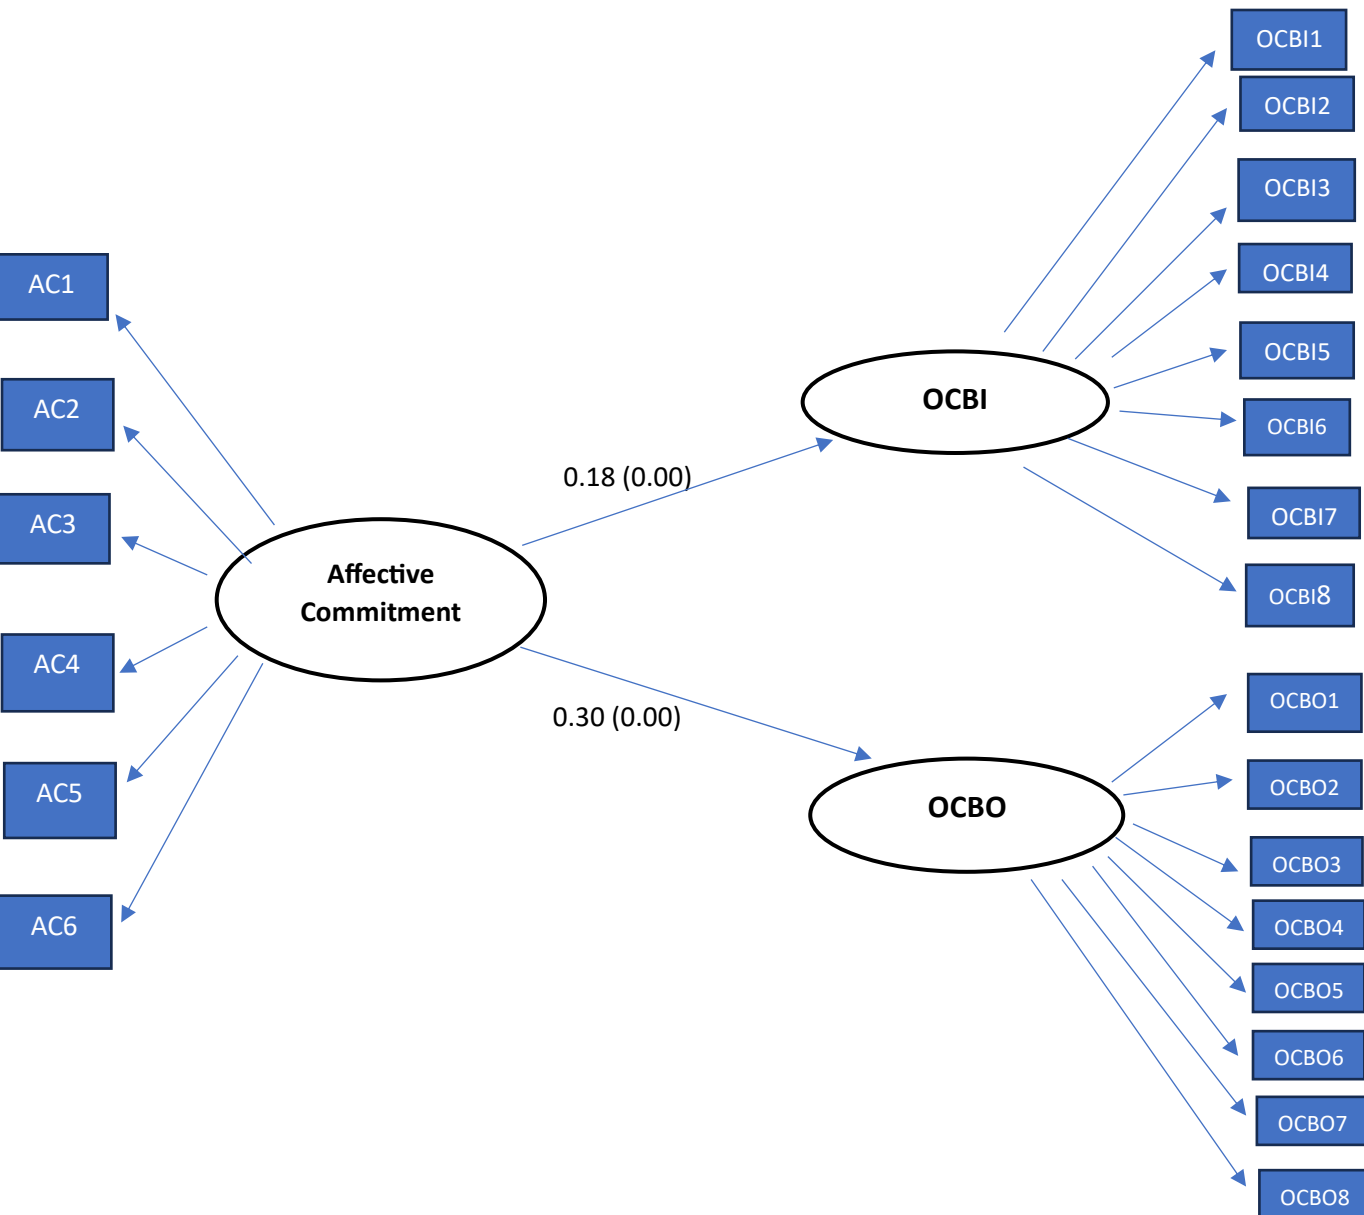 AC1
AC2
AC3
AC4
AC5
AC6
Affective
Commitment
0.18 (0.00)
0.30 (0.00)
OCBI
OCBO
OCBI1
OCBI2
OCBI3
OCBI4
OCBI5
OCBI6
OCBI7
OCBI8
OCBO1
OCBO2
OCBO3
OCBO4
OCBO5
OCBO6
OCBO7
OCBO8